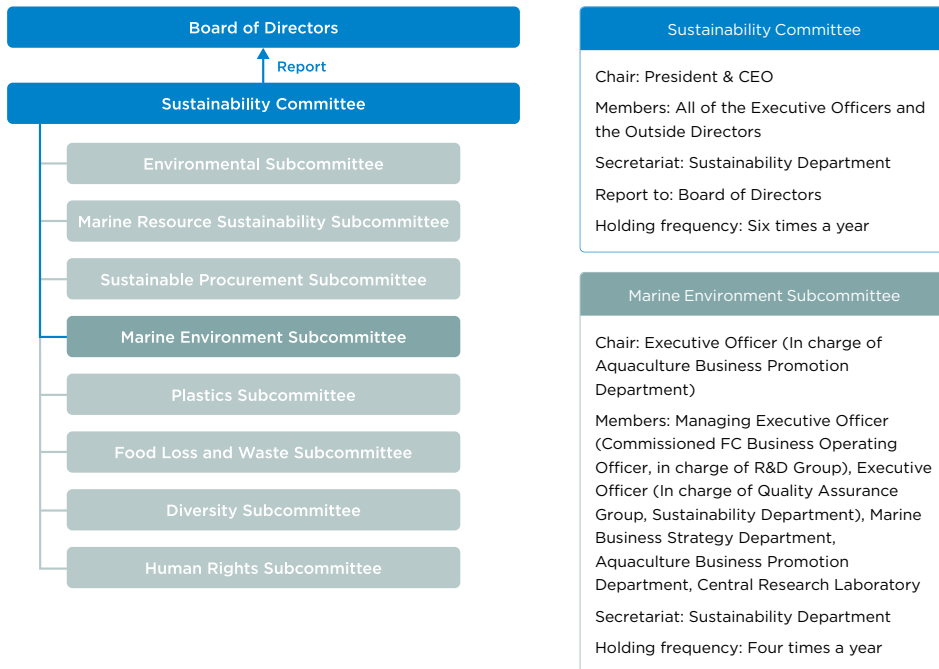 Board of Directors
Report
Sustainability Committee
Environmental Subcommittee
Marine Resource Sustainability Subcommittee
Sustainable Procurement Subcommittee
Marine Environment Subcommittee
Plastics Subcommittee
Food Loss and Waste Subcommittee
Diversity Subcommittee
Human Rights Subcommittee
Sustainability Committee
Chair: President & CEO
Members: All of the Executive Officers and
the Outside Directors
Secretariat: Sustainability Department
Report to: Board of Directors
Holding frequency: Six times a year
Marine Environment Subcommittee
Chair: Executive Officer (In charge of
Aquaculture Business Promotion
Department)
Members: Managing Executive Officer
(Commissioned FC Business Operating
Officer, in charge of R&D Group), Executive
Officer (In charge of Quality Assurance
Group, Sustainability Department), Marine
Business Strategy Department,
Aquaculture Business Promotion
Department, Central Research Laboratory
Secretariat: Sustainability Department
Holding frequency: Four times a year